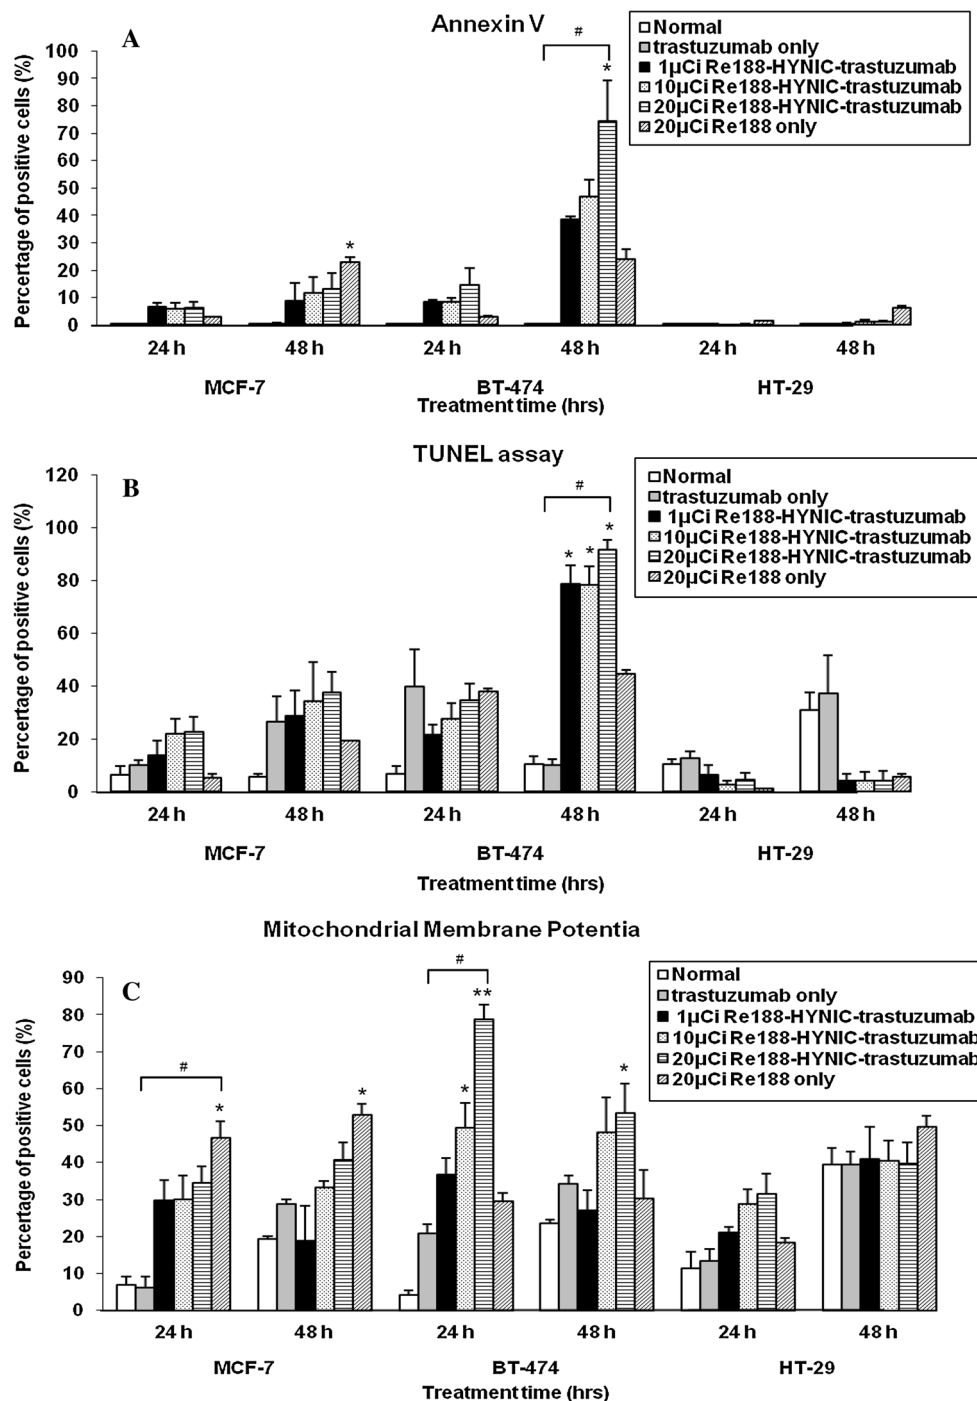 Annexin V
A
Percertage of positive cells (%)
100
90
80
70
60
50
40
30
20
10
0
#
*
*
Normal
trastuzumab only
1μCi Re188-HYNIC-trastuzumab
10μCi Re188-HYNIC-trastuzumab
20μCi Re188-HYNIC-trastuzumab
20μCi Re188 only
24 h 48 h 24 h 48 h 24 h 48 h
MCF-7 BT-474 HT-29
Treatment time (hrs)
TUNEL assay
B
Percertage of positive cells (%)
120
100
80
60
40
20
0
#
* * *
Normal
trastuzumab only
1μCi Re188-HYNIC-trastuzumab
10μCi Re188-HYNIC-trastuzumab
20μCi Re188-HYNIC-trastuzumab
20μCi Re188 only
24 h 48 h 24 h 48 h 24 h 48 h
MCF-7 BT-474 HT-29
Treatment time (hrs)
Mitochondrial Membrane Potentia
C
Percertage of positive cells (%)
90
80
70
60
50
40
30
20
10
0
#
*
*
#
*
**
*
Normal
trastuzumab only
1μCi Re188-HYNIC-trastuzumab
10μCi Re188-HYNIC-trastuzumab
20μCi Re188-HYNIC-trastuzumab
20μCi Re188 only
24 h 48 h 24 h 48 h 24 h 48 h
MCF-7 BT-474 HT-29
Treatment time (hrs)